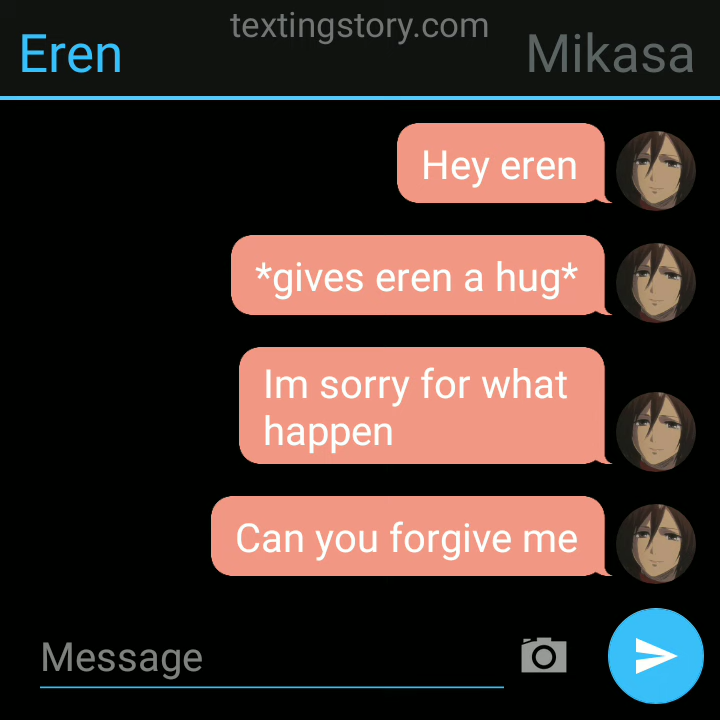 textingstory.com
Eren
Mikasa
Hey eren
*gives eren a hug*
Im sorry for what
happen
Can you forgive me
Message